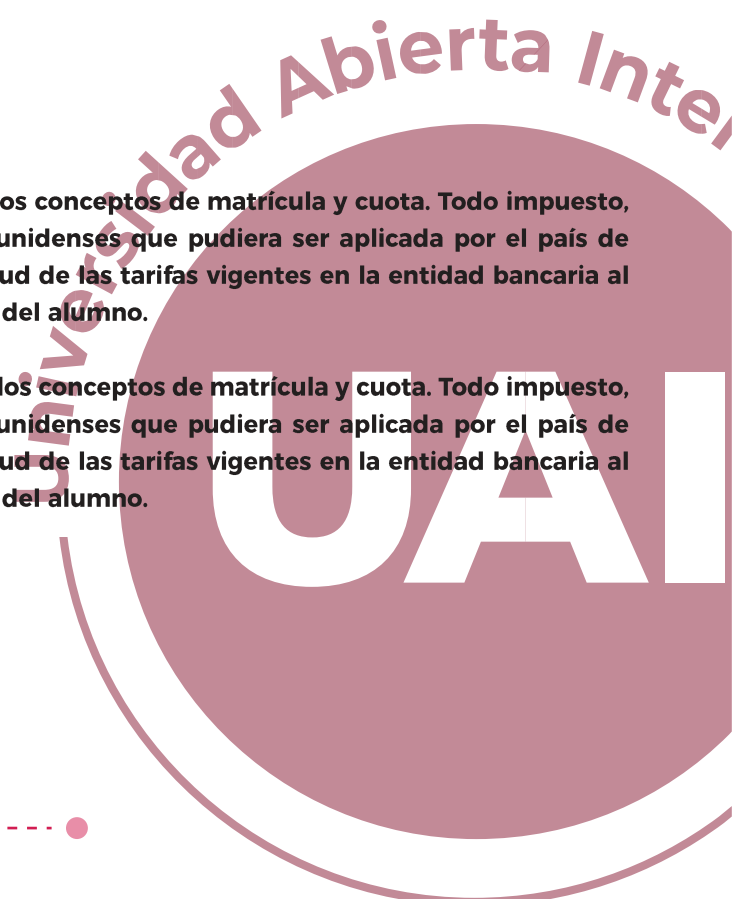 Universidad Abierta Inter
os conceptos de matrícula y cuota. Todo impuesto,
unidenses que pudiera ser aplicada por el país de
ud de las tarifas vigentes en la entidad bancaria al
del alumno.
los conceptos de matrícula y cuota. Todo impuesto,
unidenses que pudiera ser aplicada por el país de
ud de las tarifas vigentes en la entidad bancaria al
del alumno.
UAI